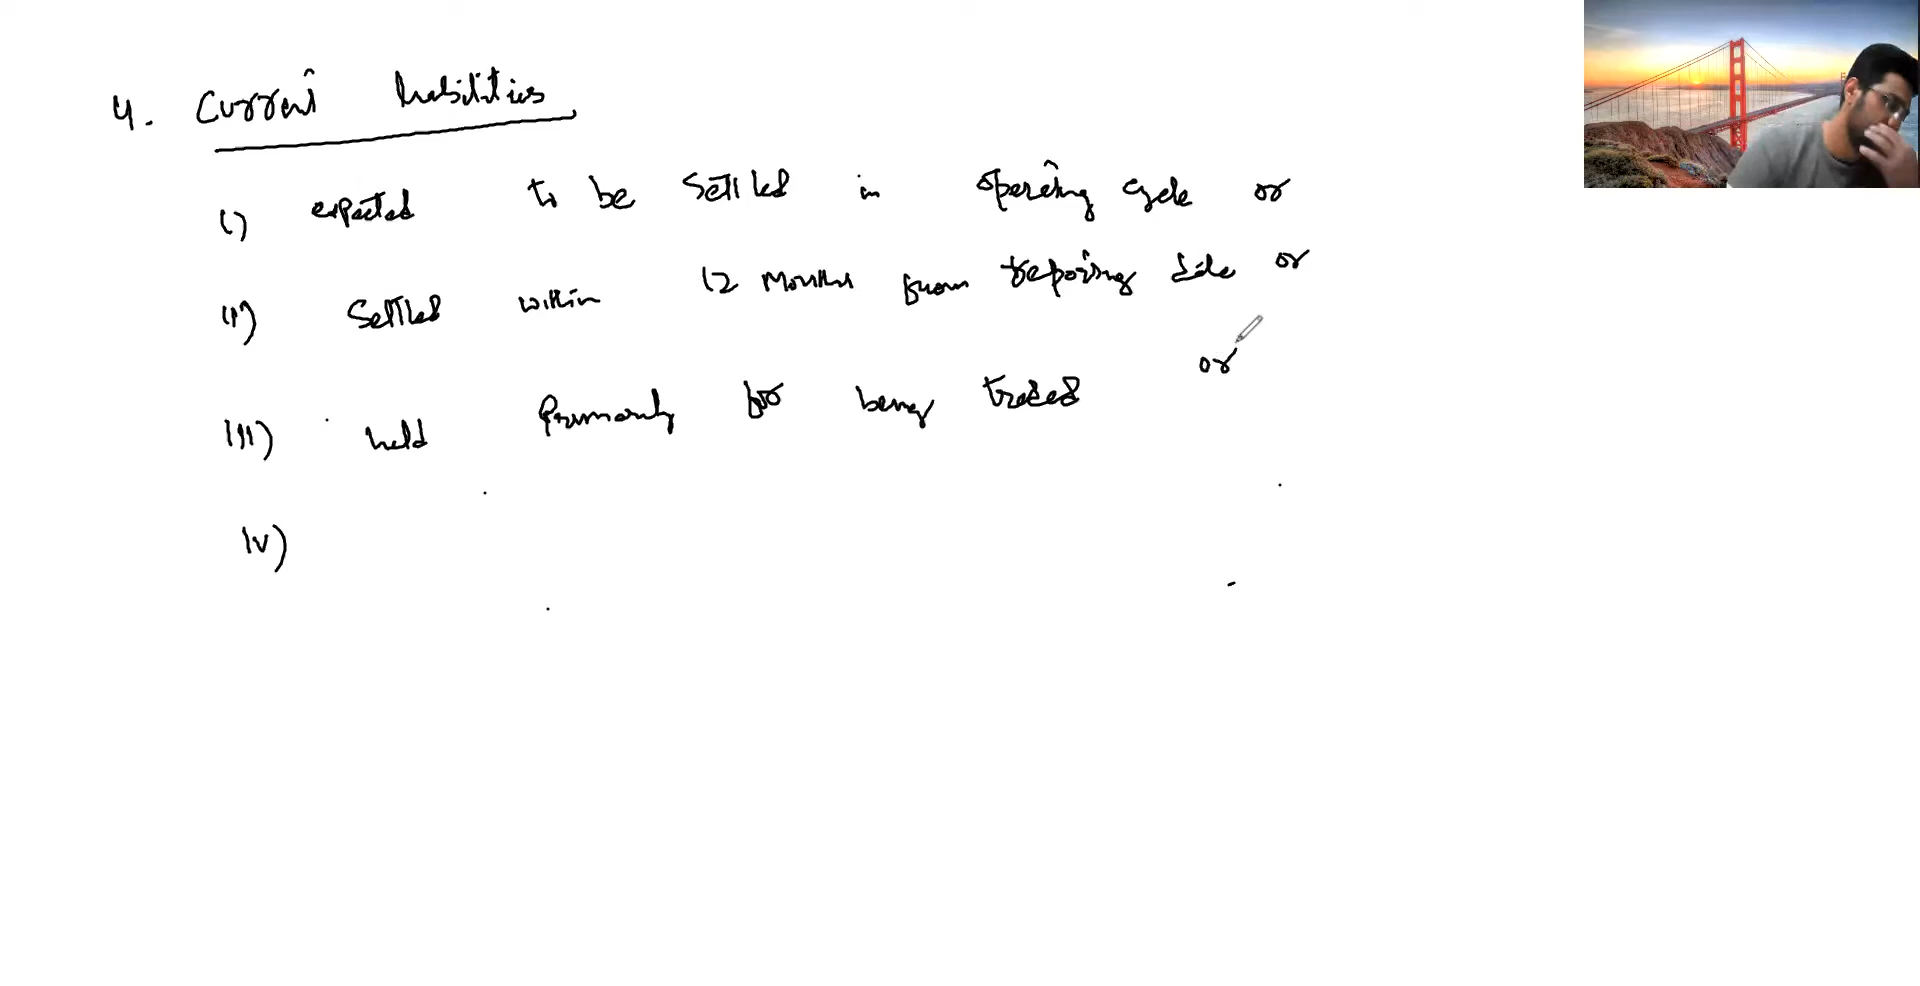 4. Current liabilities
i) expected to be settled in operating cycle or
ii) settled within 12 months from reporting date or
iii) held primarily for being traded or
iv)